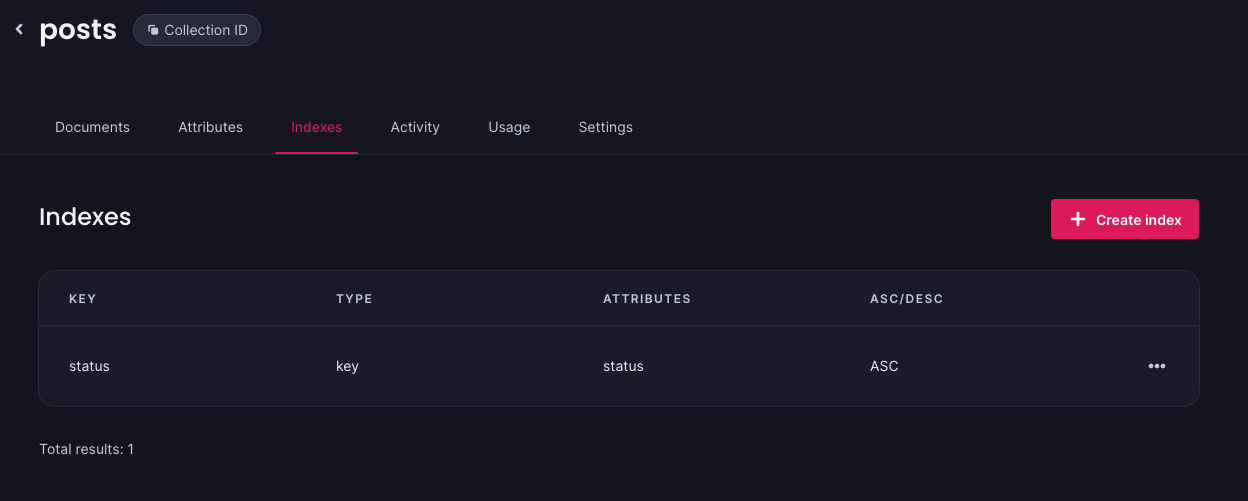 posts Collection ID
Documents Attributes Indexes Activity Usage Settings
Indexes Create index
KEY TYPE ATTRIBUTES ASC/DESC
status key status ASC
Total results: 1